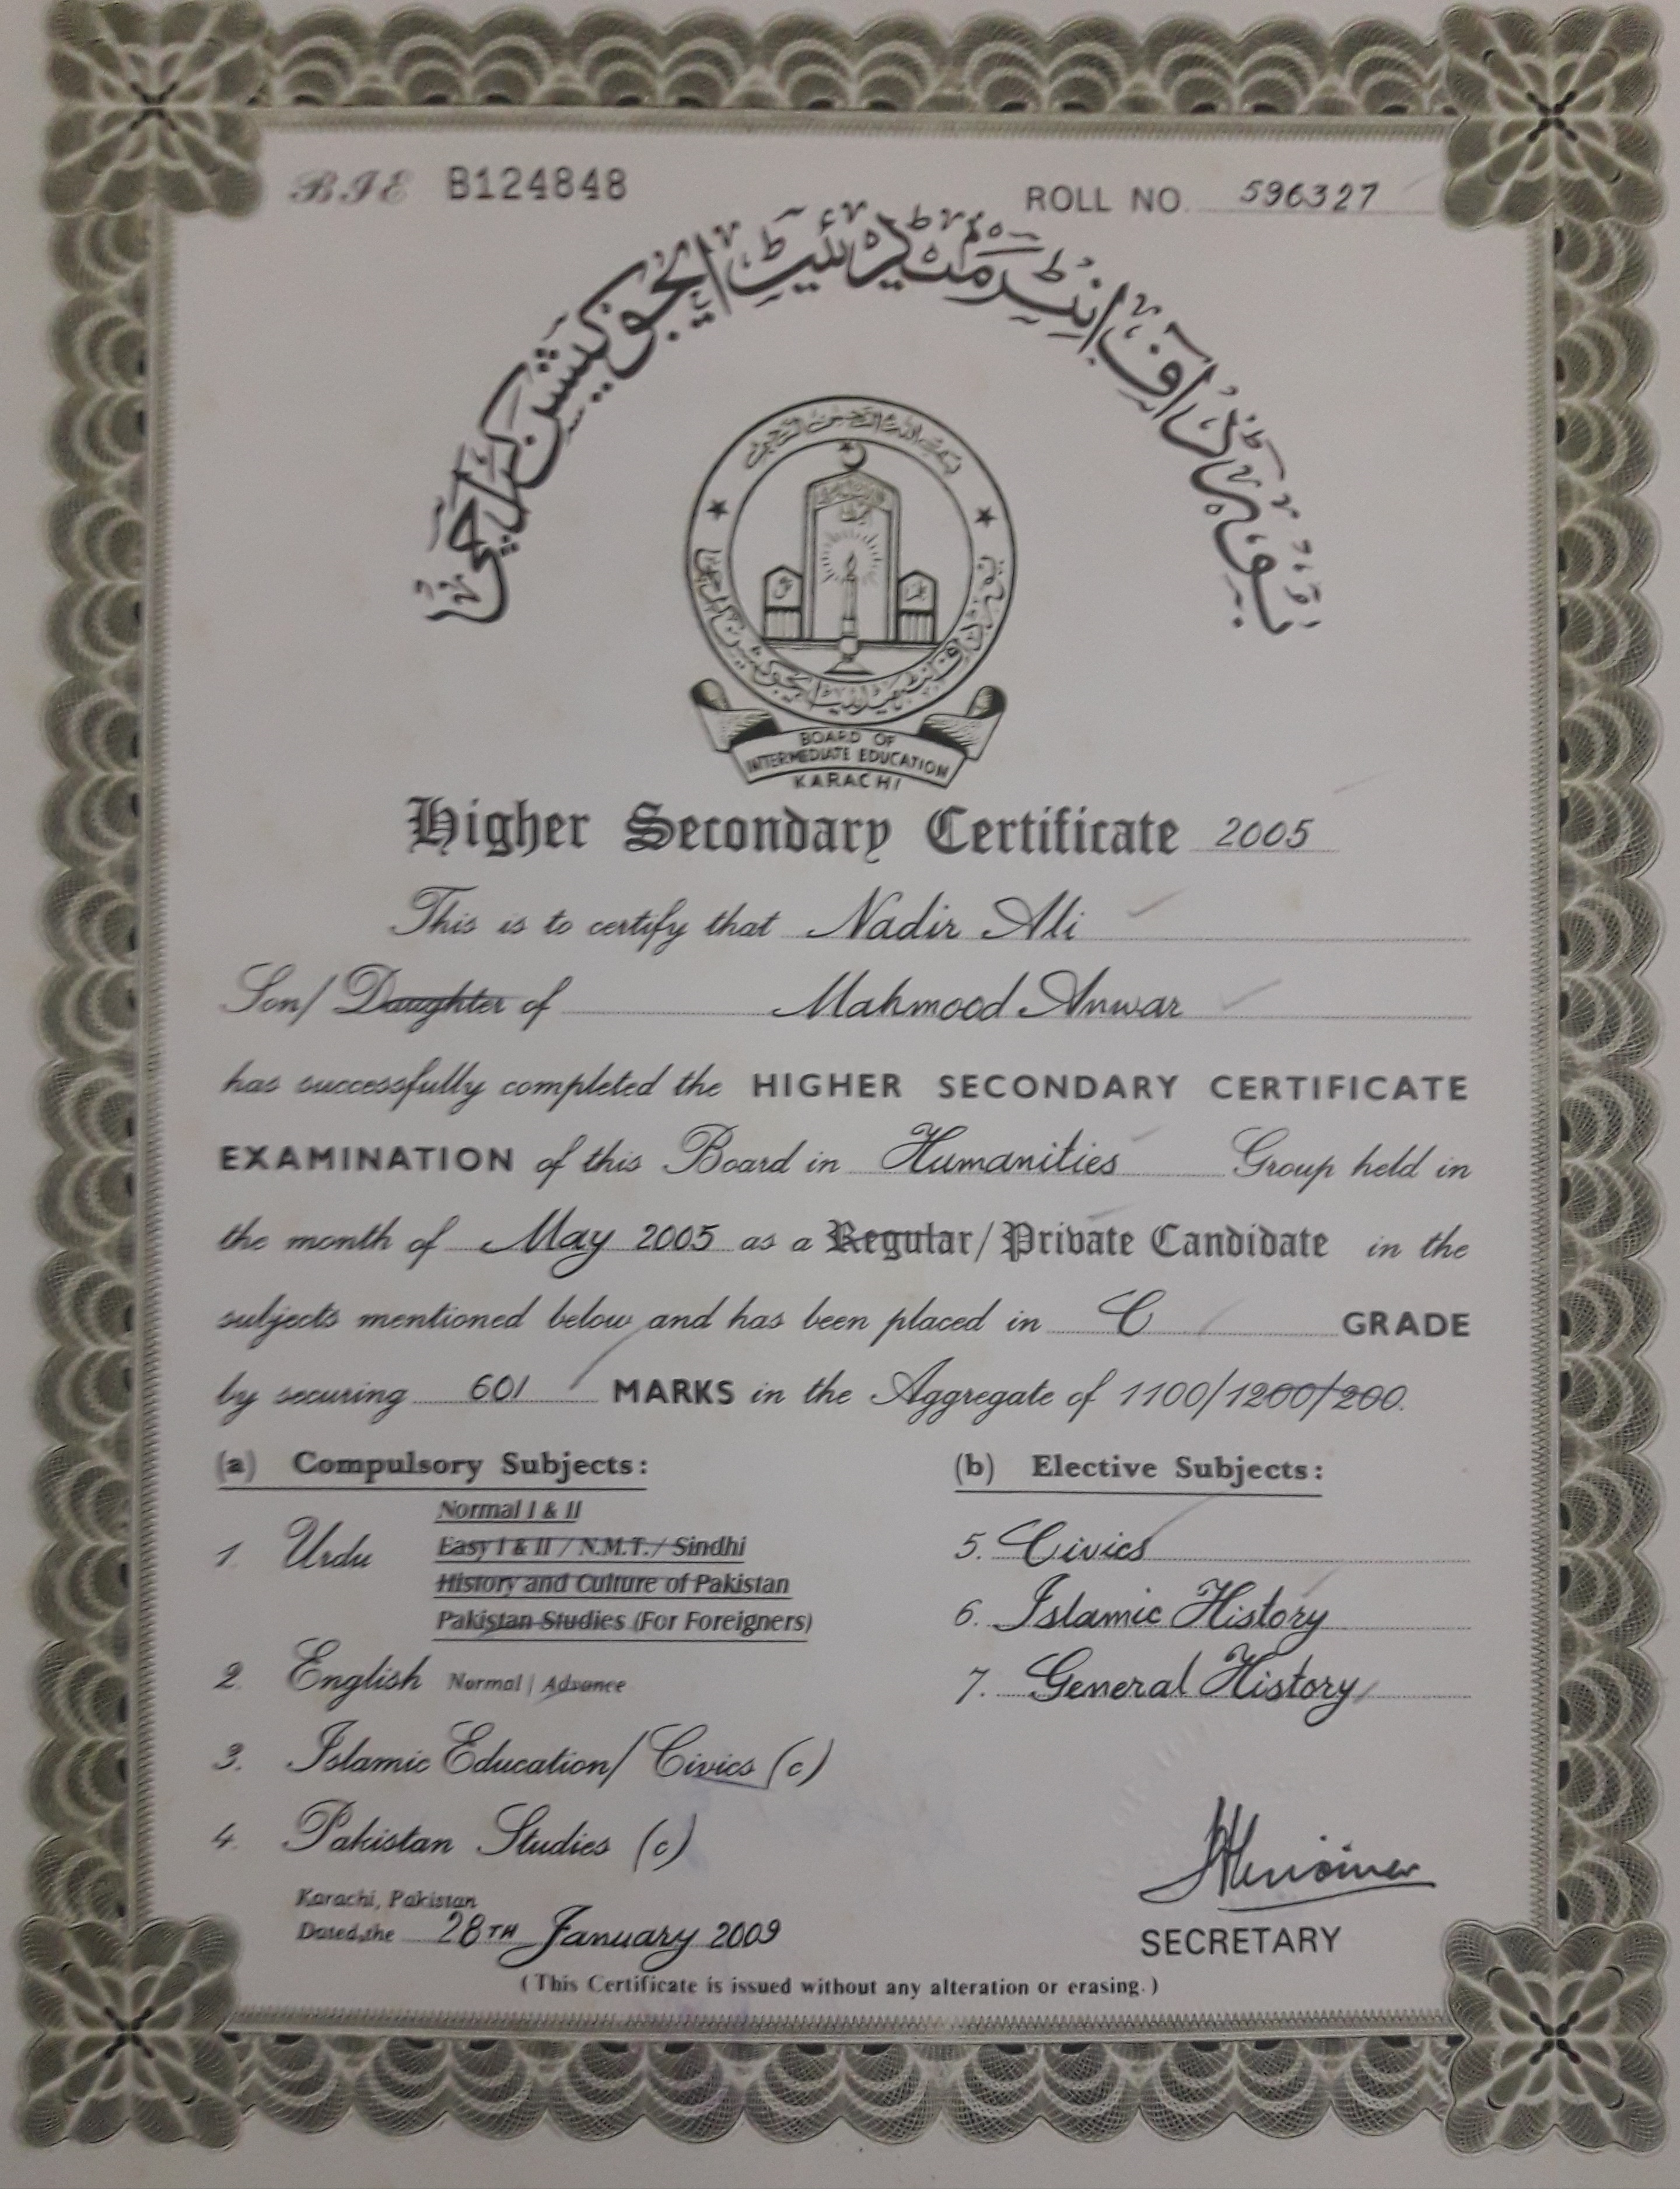 BIE B124848
ROLL NO. 596327
بورڈ آف انٹرمیڈیٹ ایجوکیشن کراچی
BOARD OF
INTERMEDIATE EDUCATION
KARACHI
Higher Secondary Certificate 2005
This is to certify that Nadir Ali
Son/ Daughter of Mahmood Anwar
has successfully completed the HIGHER SECONDARY CERTIFICATE
EXAMINATION of this Board in Humanities Group held in
the month of May 2005 as a Regular/Private Candidate in the
subjects mentioned below and has been placed in C GRADE
by securing 601 MARKS in the Aggregate of 1100/1200/200.
(a) Compulsory Subjects:
Normal I & II
1. Urdu Easy I & II / N.M.T. / Sindhi
History and Culture of Pakistan
Pakistan Studies (For Foreigners)
2. English Normal | Advance
3. Islamic Education/ Civics (c)
4. Pakistan Studies (c)
(b) Elective Subjects:
5. Civics
6. Islamic History
7. General History
Karachi, Pakistan
Dated, the 28TH January 2009
SECRETARY
(This Certificate is issued without any alteration or erasing.)